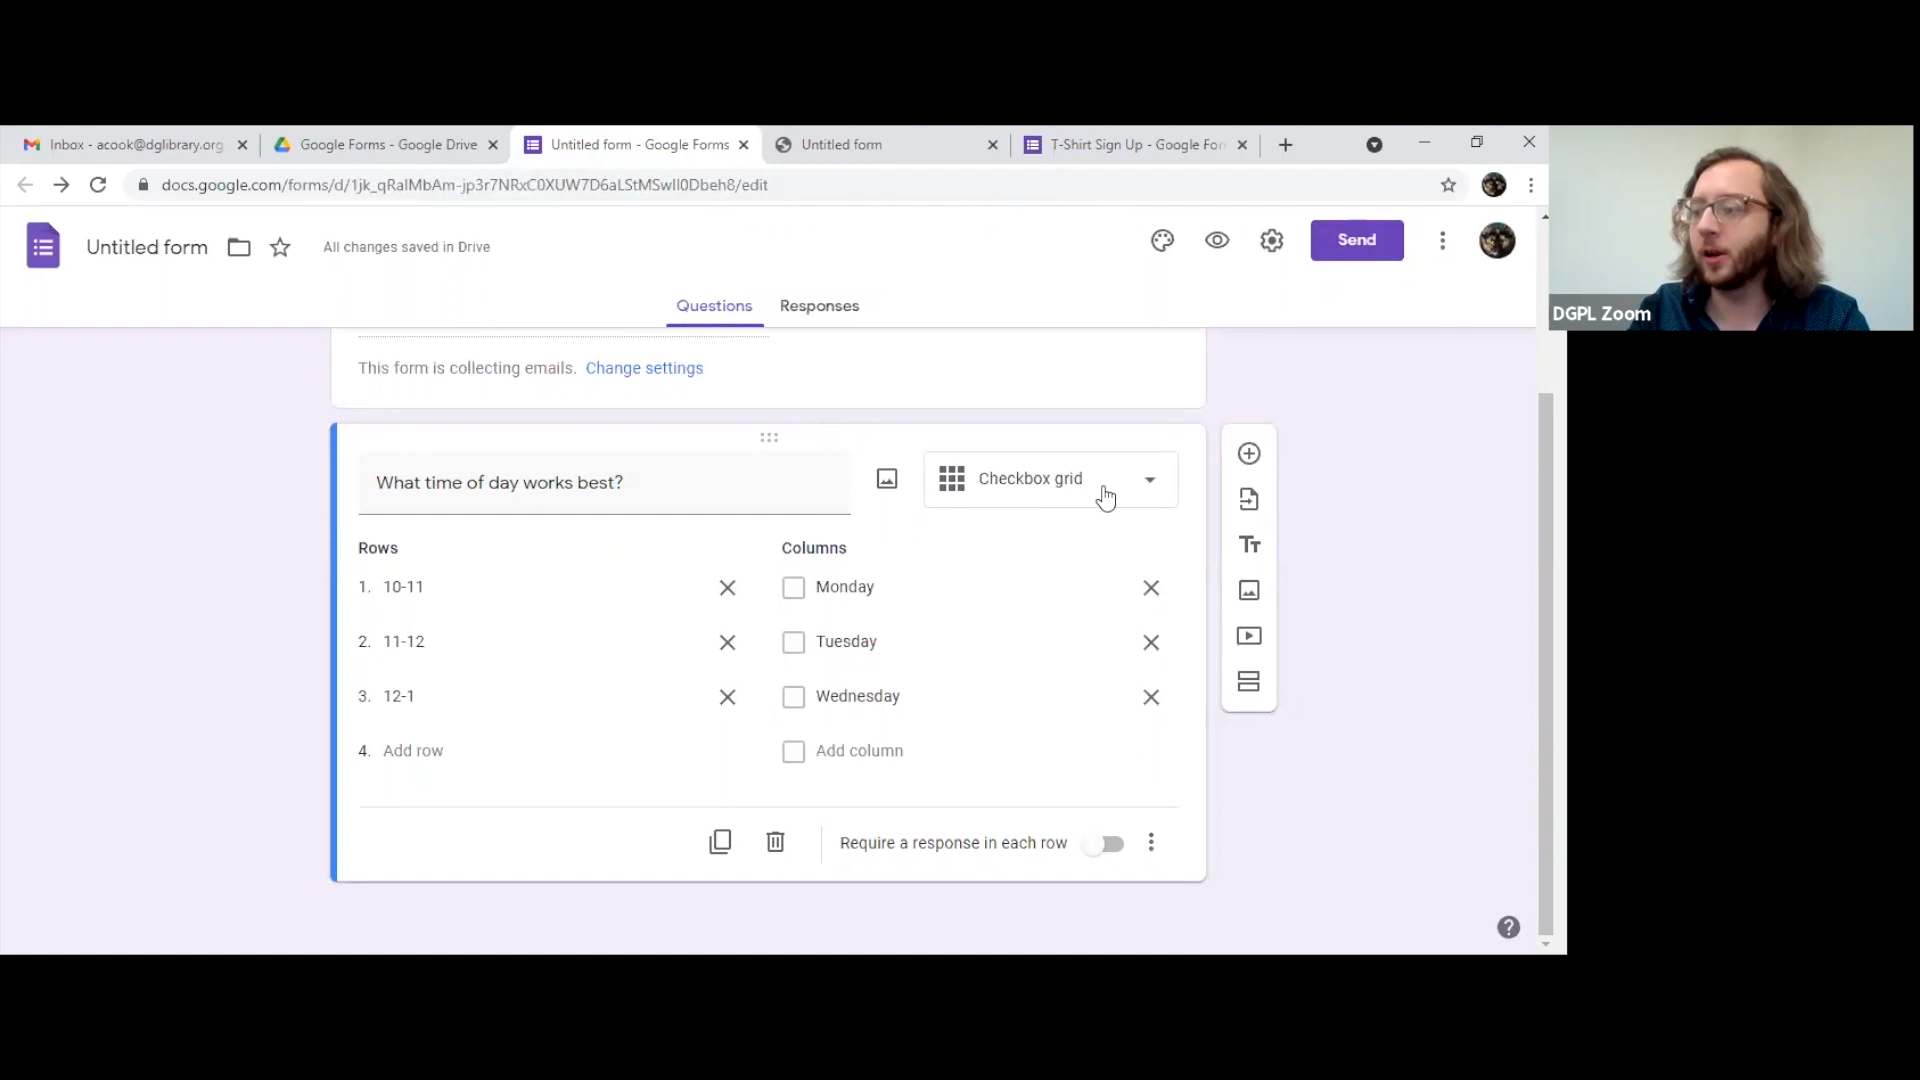 Inbox - acook@dglibrary.org
Google Forms - Google Drive
Untitled form - Google Forms
Untitled form
T-Shirt Sign Up - Google For
docs.google.com/forms/d/1jk_qRalMbAm-jp3r7NRxC0XUW7D6aLStMSwII0Dbeh8/edit
Untitled form
All changes saved in Drive
Send
Questions
Responses
DGPL Zoom
This form is collecting emails. Change settings
What time of day works best?
Checkbox grid
Rows
Columns
1. 10-11
Monday
2. 11-12
Tuesday
3. 12-1
Wednesday
4. Add row
Add column
Require a response in each row